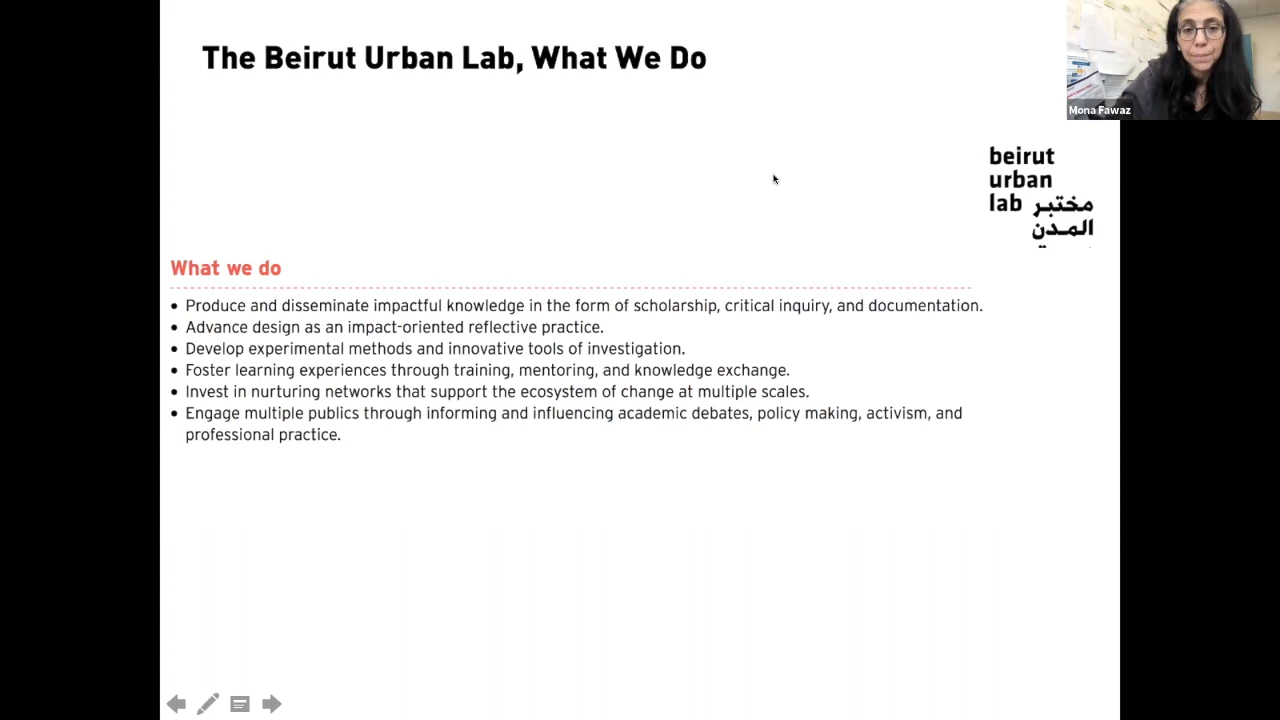 The Beirut Urban Lab, What We Do
Mona Fawaz
beirut
urban
lab مختبر
المدن
What we do
• Produce and disseminate impactful knowledge in the form of scholarship, critical inquiry, and documentation.
• Advance design as an impact-oriented reflective practice.
• Develop experimental methods and innovative tools of investigation.
• Foster learning experiences through training, mentoring, and knowledge exchange.
• Invest in nurturing networks that support the ecosystem of change at multiple scales.
• Engage multiple publics through informing and influencing academic debates, policy making, activism, and
professional practice.